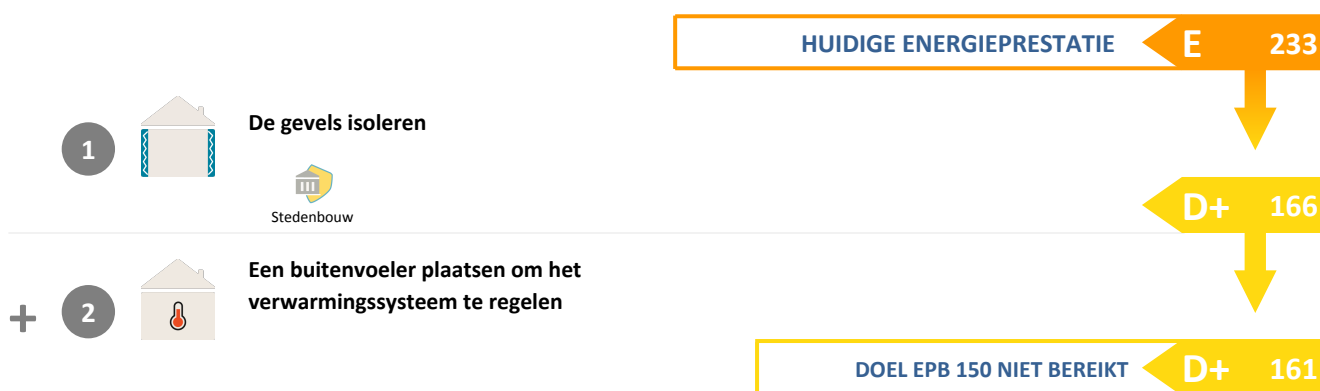 HUIDIGE ENERGIEPRESTATIE E 233
1 De gevels isoleren
Stedenbouw
D+ 166
Een buitenvoeler plaatsen om het
+ 2 verwarmingssysteem te regelen
DOEL EPB 150 NIET BEREIKT D+ 161